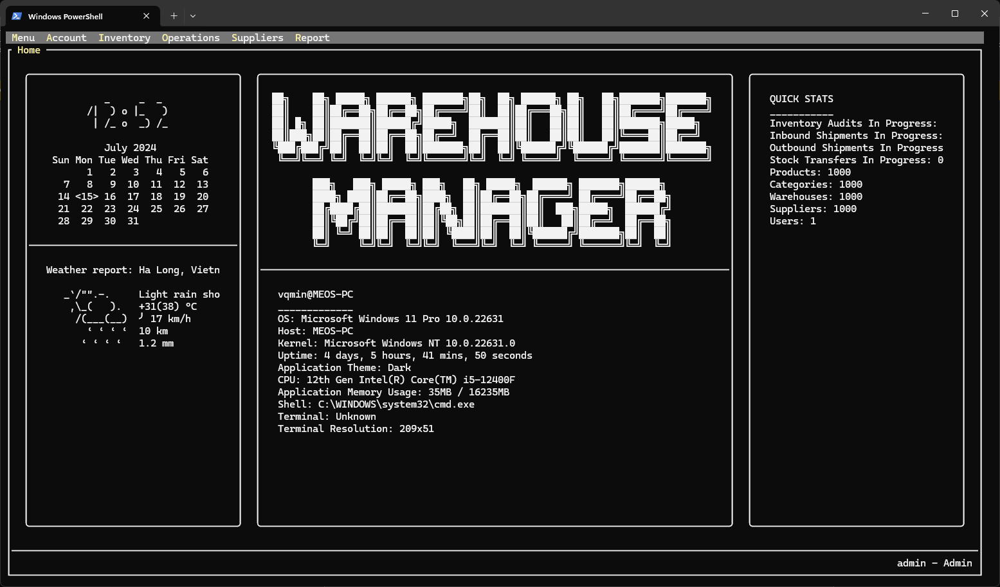 Windows PowerShell
Menu Account Inventory Operations Suppliers Report
Home
12:52
July 2024
Sun Mon Tue Wed Thu Fri Sat
1 2 3 4 5 6
7 8 9 10 11 12 13
14 <15> 16 17 18 19 20
21 22 23 24 25 26 27
28 29 30 31
Weather report: Ha Long, Vietn
Light rain sho
+31(38) °C
╯ 17 km/h
10 km
1.2 mm
WAREHOUSE
MANAGER
vqmin@MEOS-PC
_____________
OS: Microsoft Windows 11 Pro 10.0.22631
Host: MEOS-PC
Kernel: Microsoft Windows NT 10.0.22631.0
Uptime: 4 days, 5 hours, 41 mins, 50 seconds
Application Theme: Dark
CPU: 12th Gen Intel(R) Core(TM) i5-12400F
Application Memory Usage: 35MB / 16235MB
Shell: C:\WINDOWS\system32\cmd.exe
Terminal: Unknown
Terminal Resolution: 209x51
QUICK STATS
___________
Inventory Audits In Progress:
Inbound Shipments In Progress:
Outbound Shipments In Progress
Stock Transfers In Progress: 0
Products: 1000
Categories: 1000
Warehouses: 1000
Suppliers: 1000
Users: 1
admin - Admin